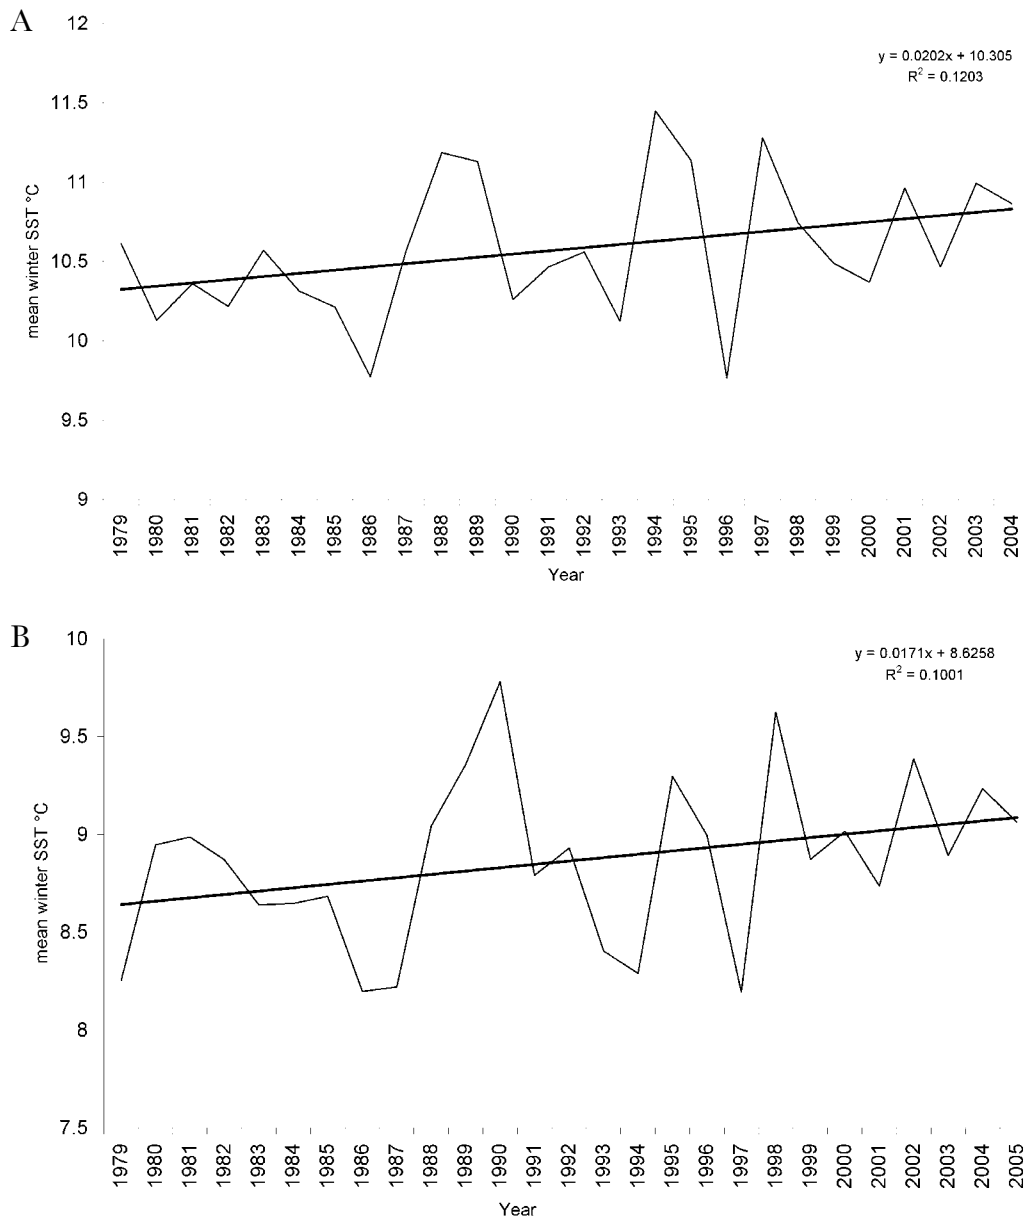 A
12
y = 0.0202x + 10.305
R² = 0.1203
11.5
11
10.5
10
9.5
9
mean winter SST °C
1979 1980 1981 1982 1983 1984 1985 1986 1987 1988 1989 1990 1991 1992 1993 1994 1995 1996 1997 1998 1999 2000 2001 2002 2003 2004
Year
B
10
y = 0.0171x + 8.6258
R² = 0.1001
9.5
9
8.5
8
7.5
mean winter SST °C
1979 1980 1981 1982 1983 1984 1985 1986 1987 1988 1989 1990 1991 1992 1993 1994 1995 1996 1997 1998 1999 2000 2001 2002 2003 2004 2005
Year